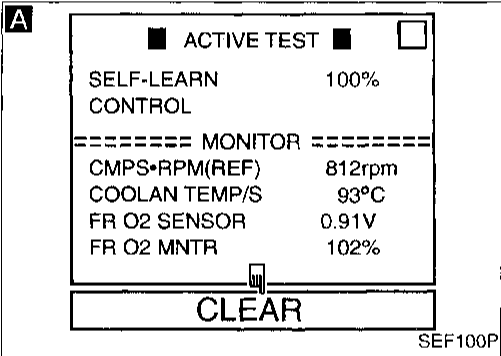 A
■ ACTIVE TEST ■
SELF-LEARN 100%
CONTROL
======== MONITOR ========
CMPS•RPM(REF) 812rpm
COOLAN TEMP/S 93°C
FR O2 SENSOR 0.91V
FR O2 MNTR 102%
CLEAR
SEF100P